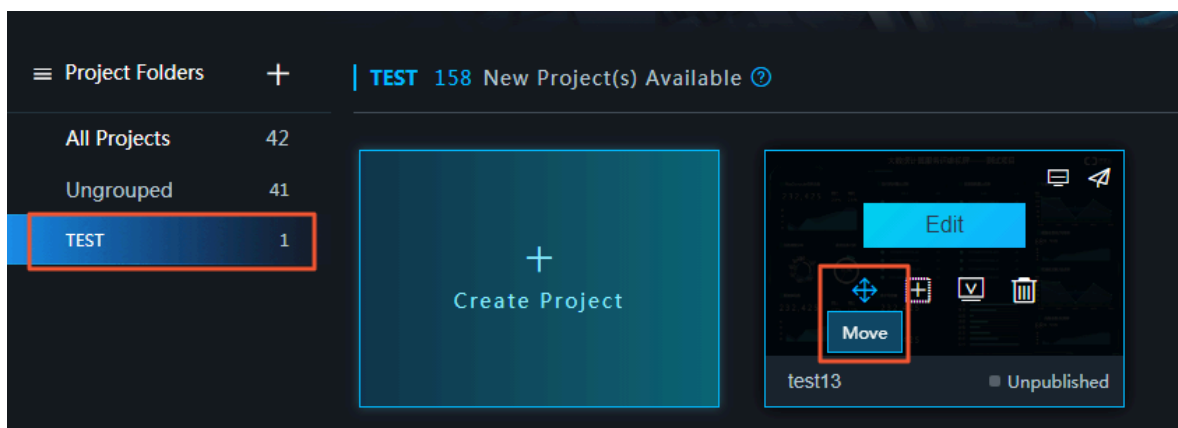 Project Folders
TEST 158 New Project(s) Available
All Projects 42
Ungrouped 41
TEST 1
Create Project
Edit
Move
test13
Unpublished